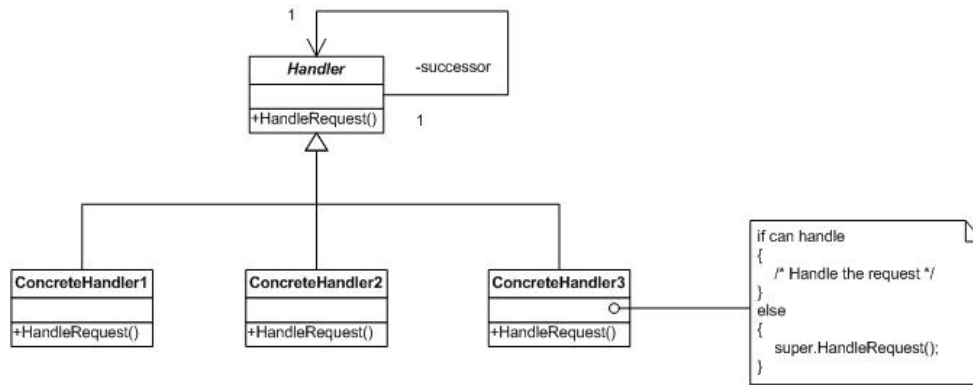 1
Handler
-successor
+HandleRequest()
1
ConcreteHandler1
+HandleRequest()
ConcreteHandler2
+HandleRequest()
ConcreteHandler3
+HandleRequest()
if can handle
{
/* Handle the request */
}
else
{
super.HandleRequest();
}